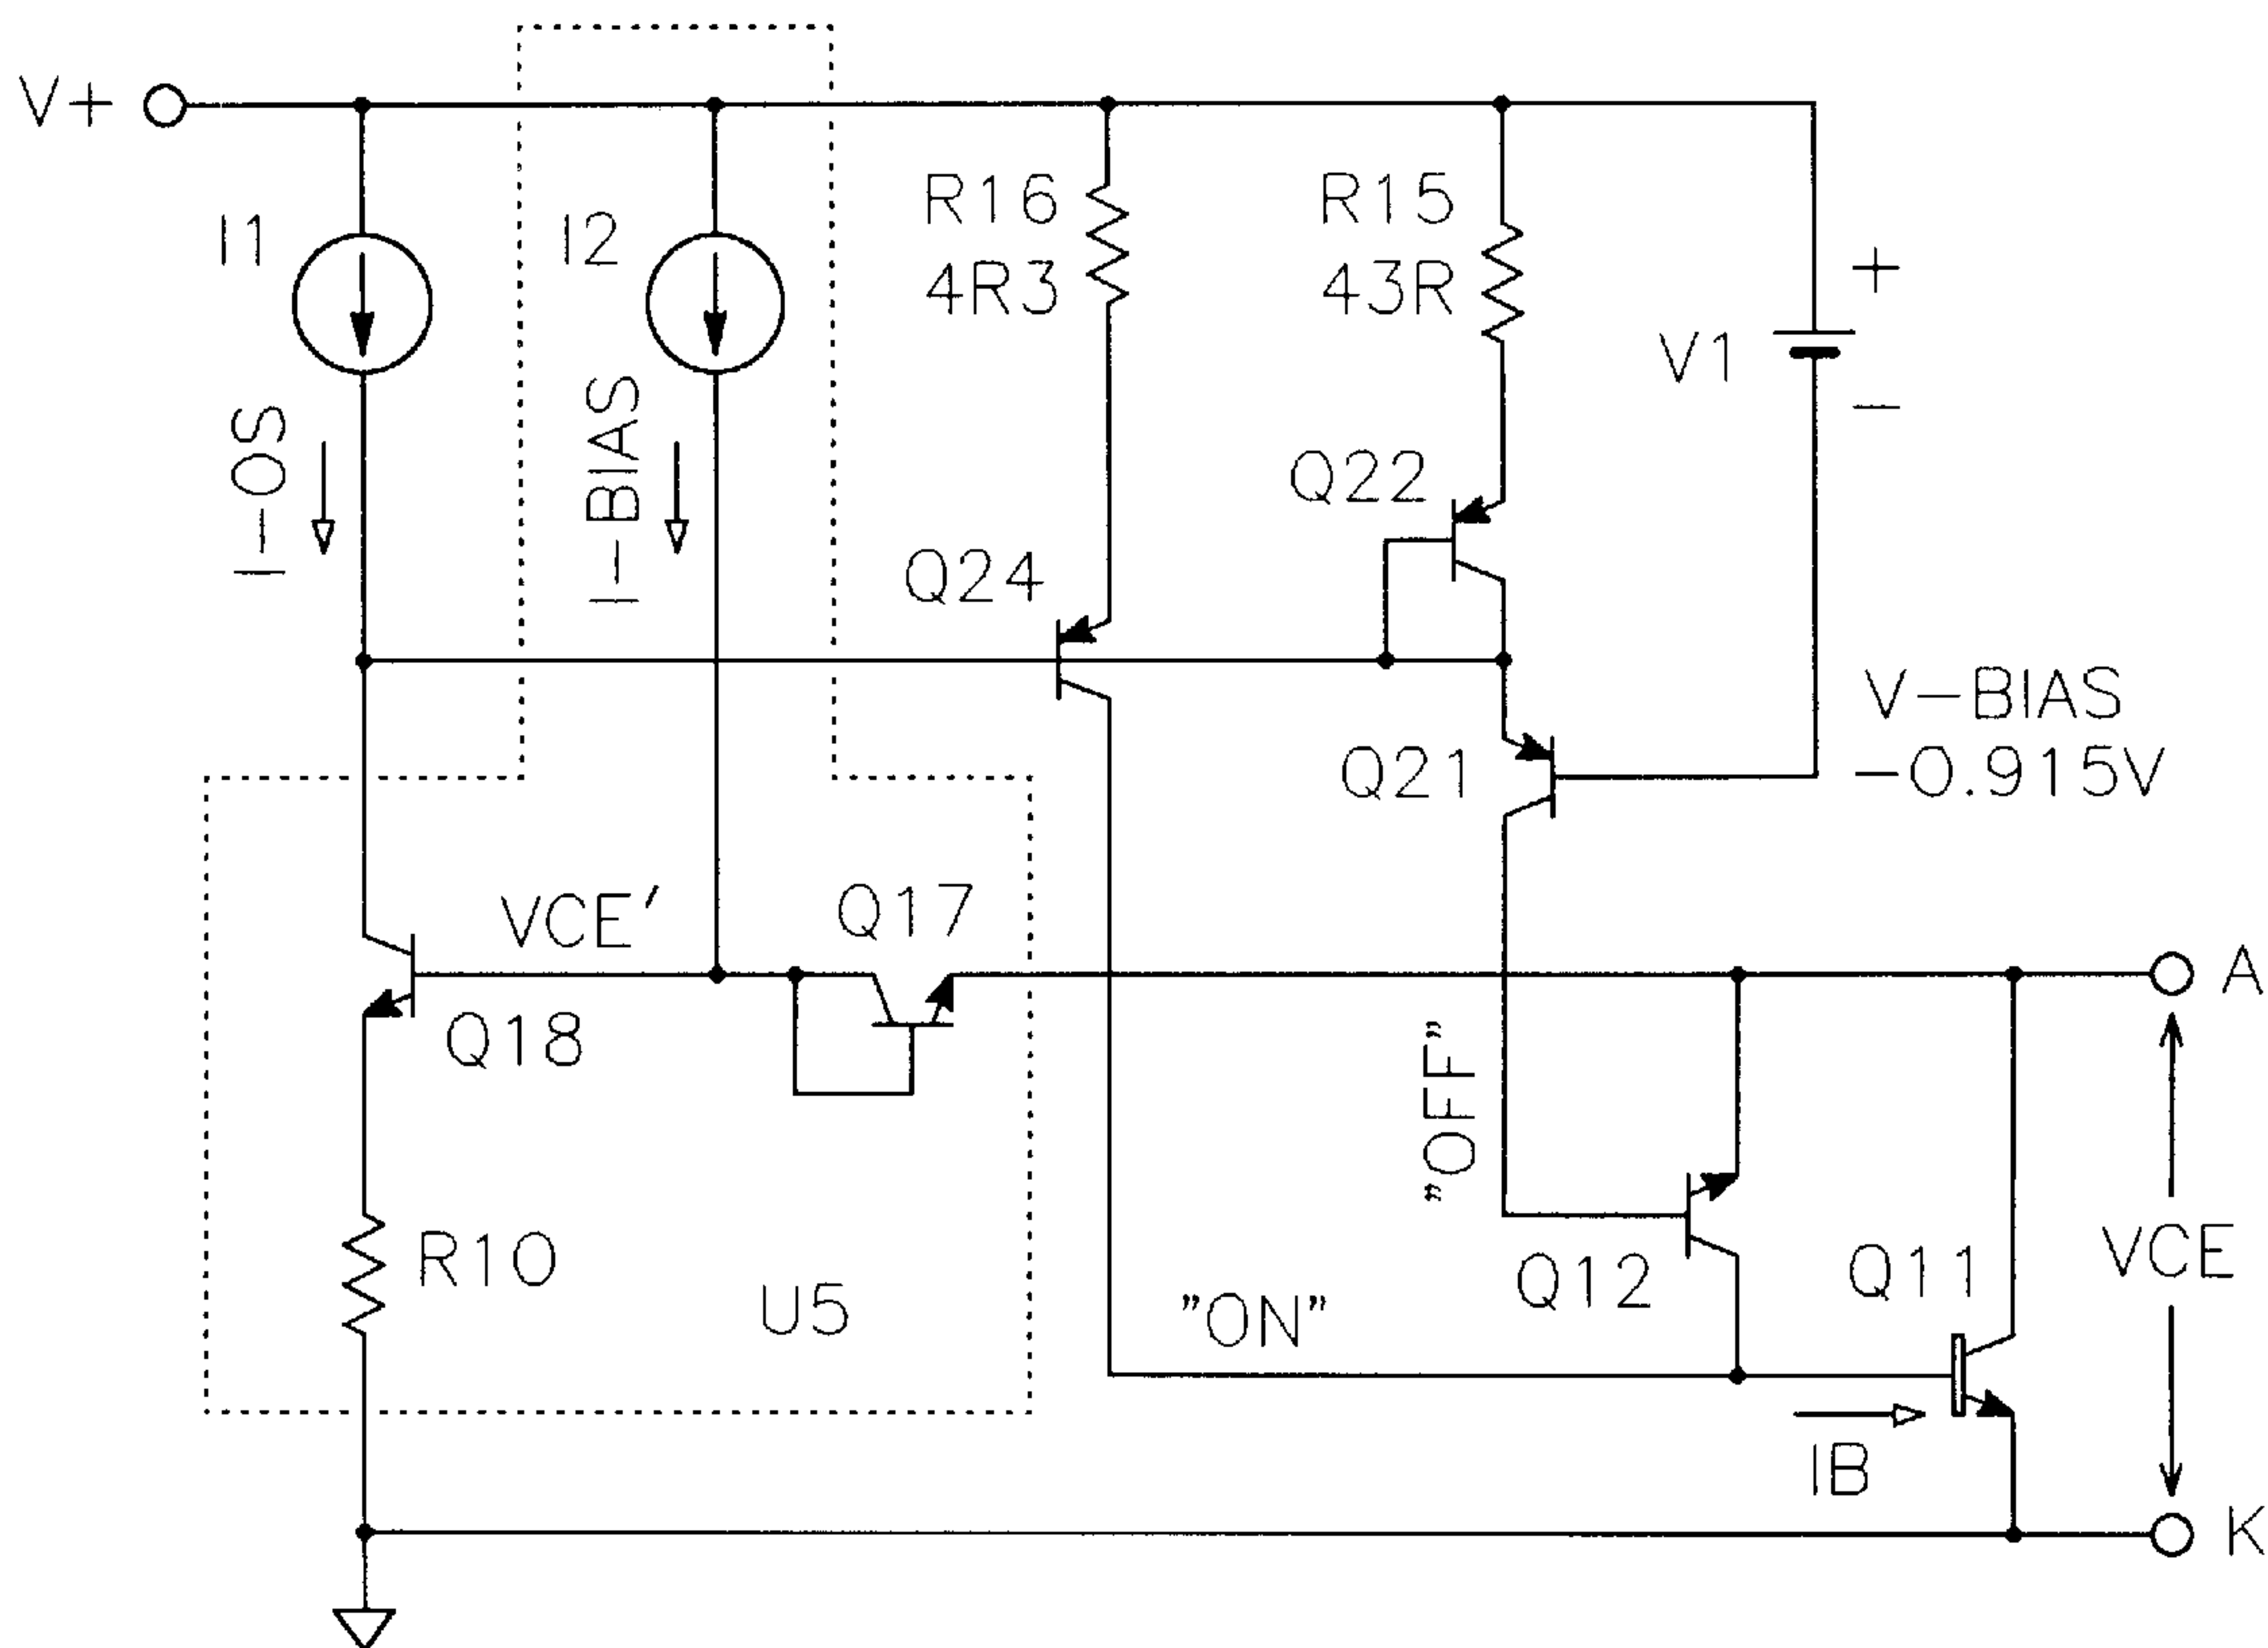 V+
I1
I2
R16
4R3
R15
43R
V1
+
-
I-OS
I-BIAS
Q22
Q24
Q21
V-BIAS
-0.915V
VCE'
Q17
Q18
A
"OFF"
R10
U5
"ON"
Q12
Q11
VCE
IB
K